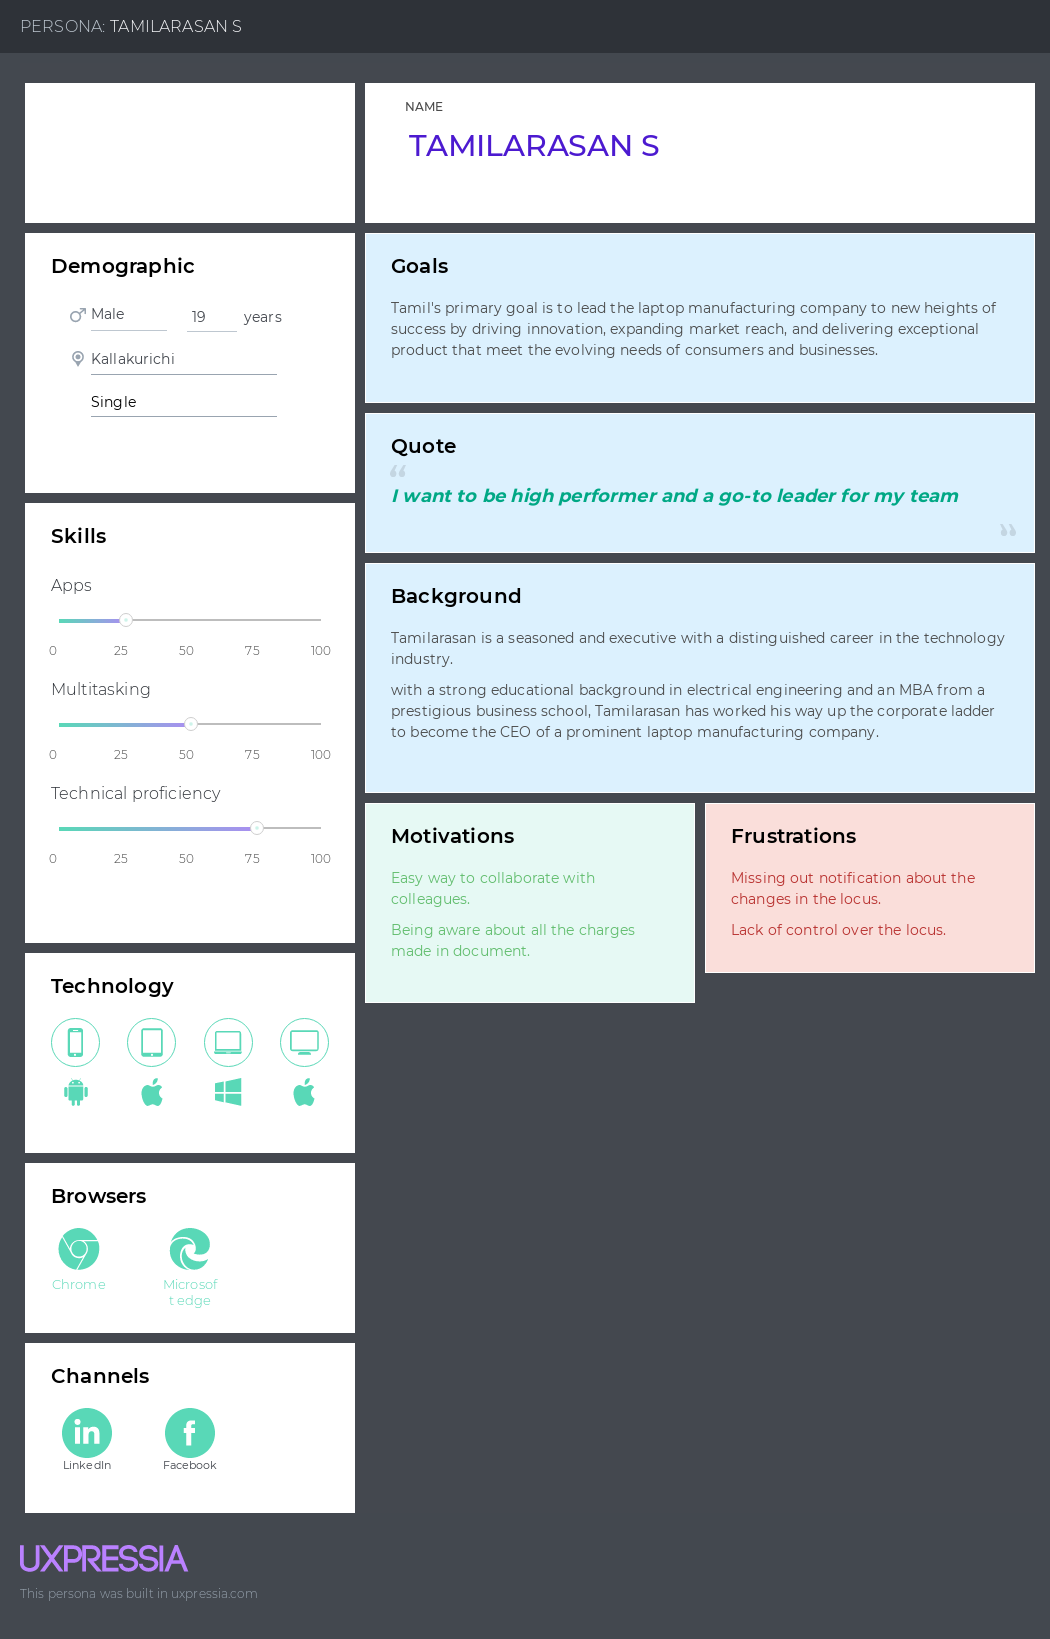 PERSONA: TAMILARASAN S
NAME
TAMILARASAN S
Demographic
Male
19 years
Kallakurichi
Single
Skills
Apps
0 25 50 75 100
Multitasking
0 25 50 75 100
Technical proficiency
0 25 50 75 100
Technology
Browsers
Chrome
Microsof
t edge
Channels
LinkedIn
Facebook
Goals
Tamil's primary goal is to lead the laptop manufacturing company to new heights of
success by driving innovation, expanding market reach, and delivering exceptional
product that meet the evolving needs of consumers and businesses.
Quote
“
I want to be high performer and a go-to leader for my team
”
Background
Tamilarasan is a seasoned and executive with a distinguished career in the technology
industry.
with a strong educational background in electrical engineering and an MBA from a
prestigious business school, Tamilarasan has worked his way up the corporate ladder
to become the CEO of a prominent laptop manufacturing company.
Motivations
Easy way to collaborate with
colleagues.
Being aware about all the charges
made in document.
Frustrations
Missing out notification about the
changes in the locus.
Lack of control over the locus.
UXPRESSIA
This persona was built in uxpressia.com